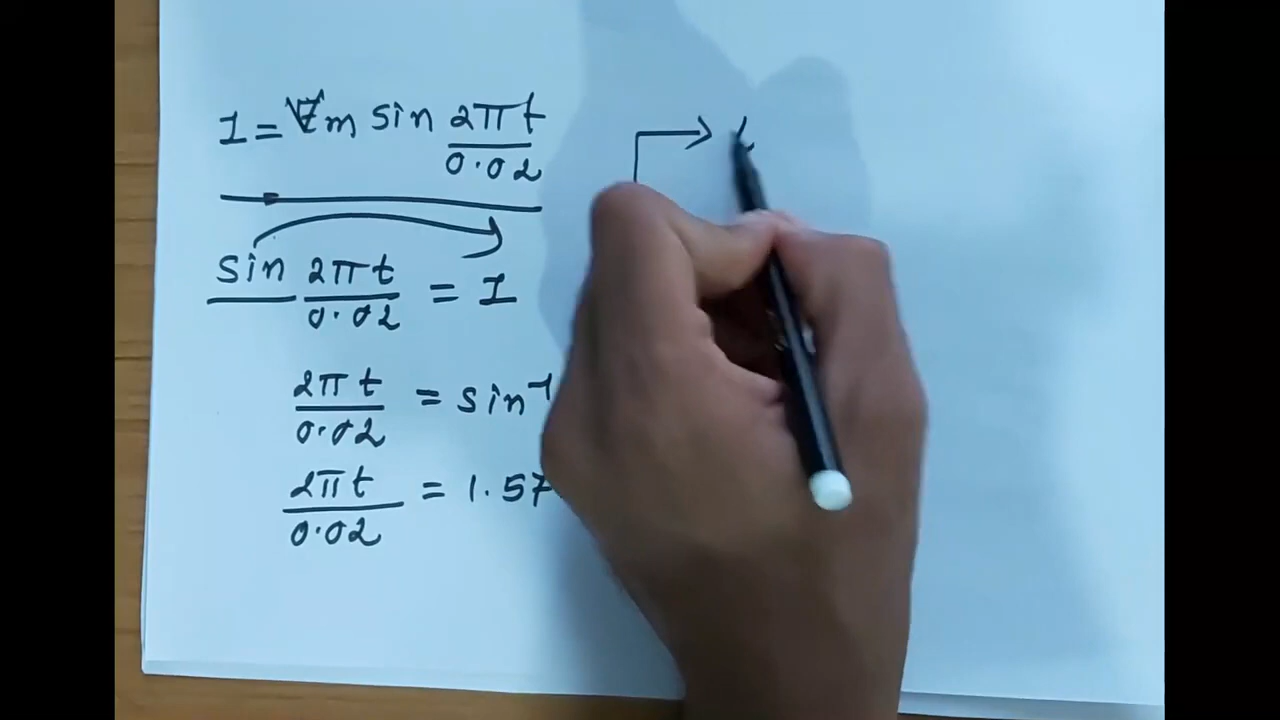 1 = Vm sin 2πt/0.02
sin 2πt/0.02 = 1
2πt/0.02 = sin⁻¹
2πt/0.02 = 1.57